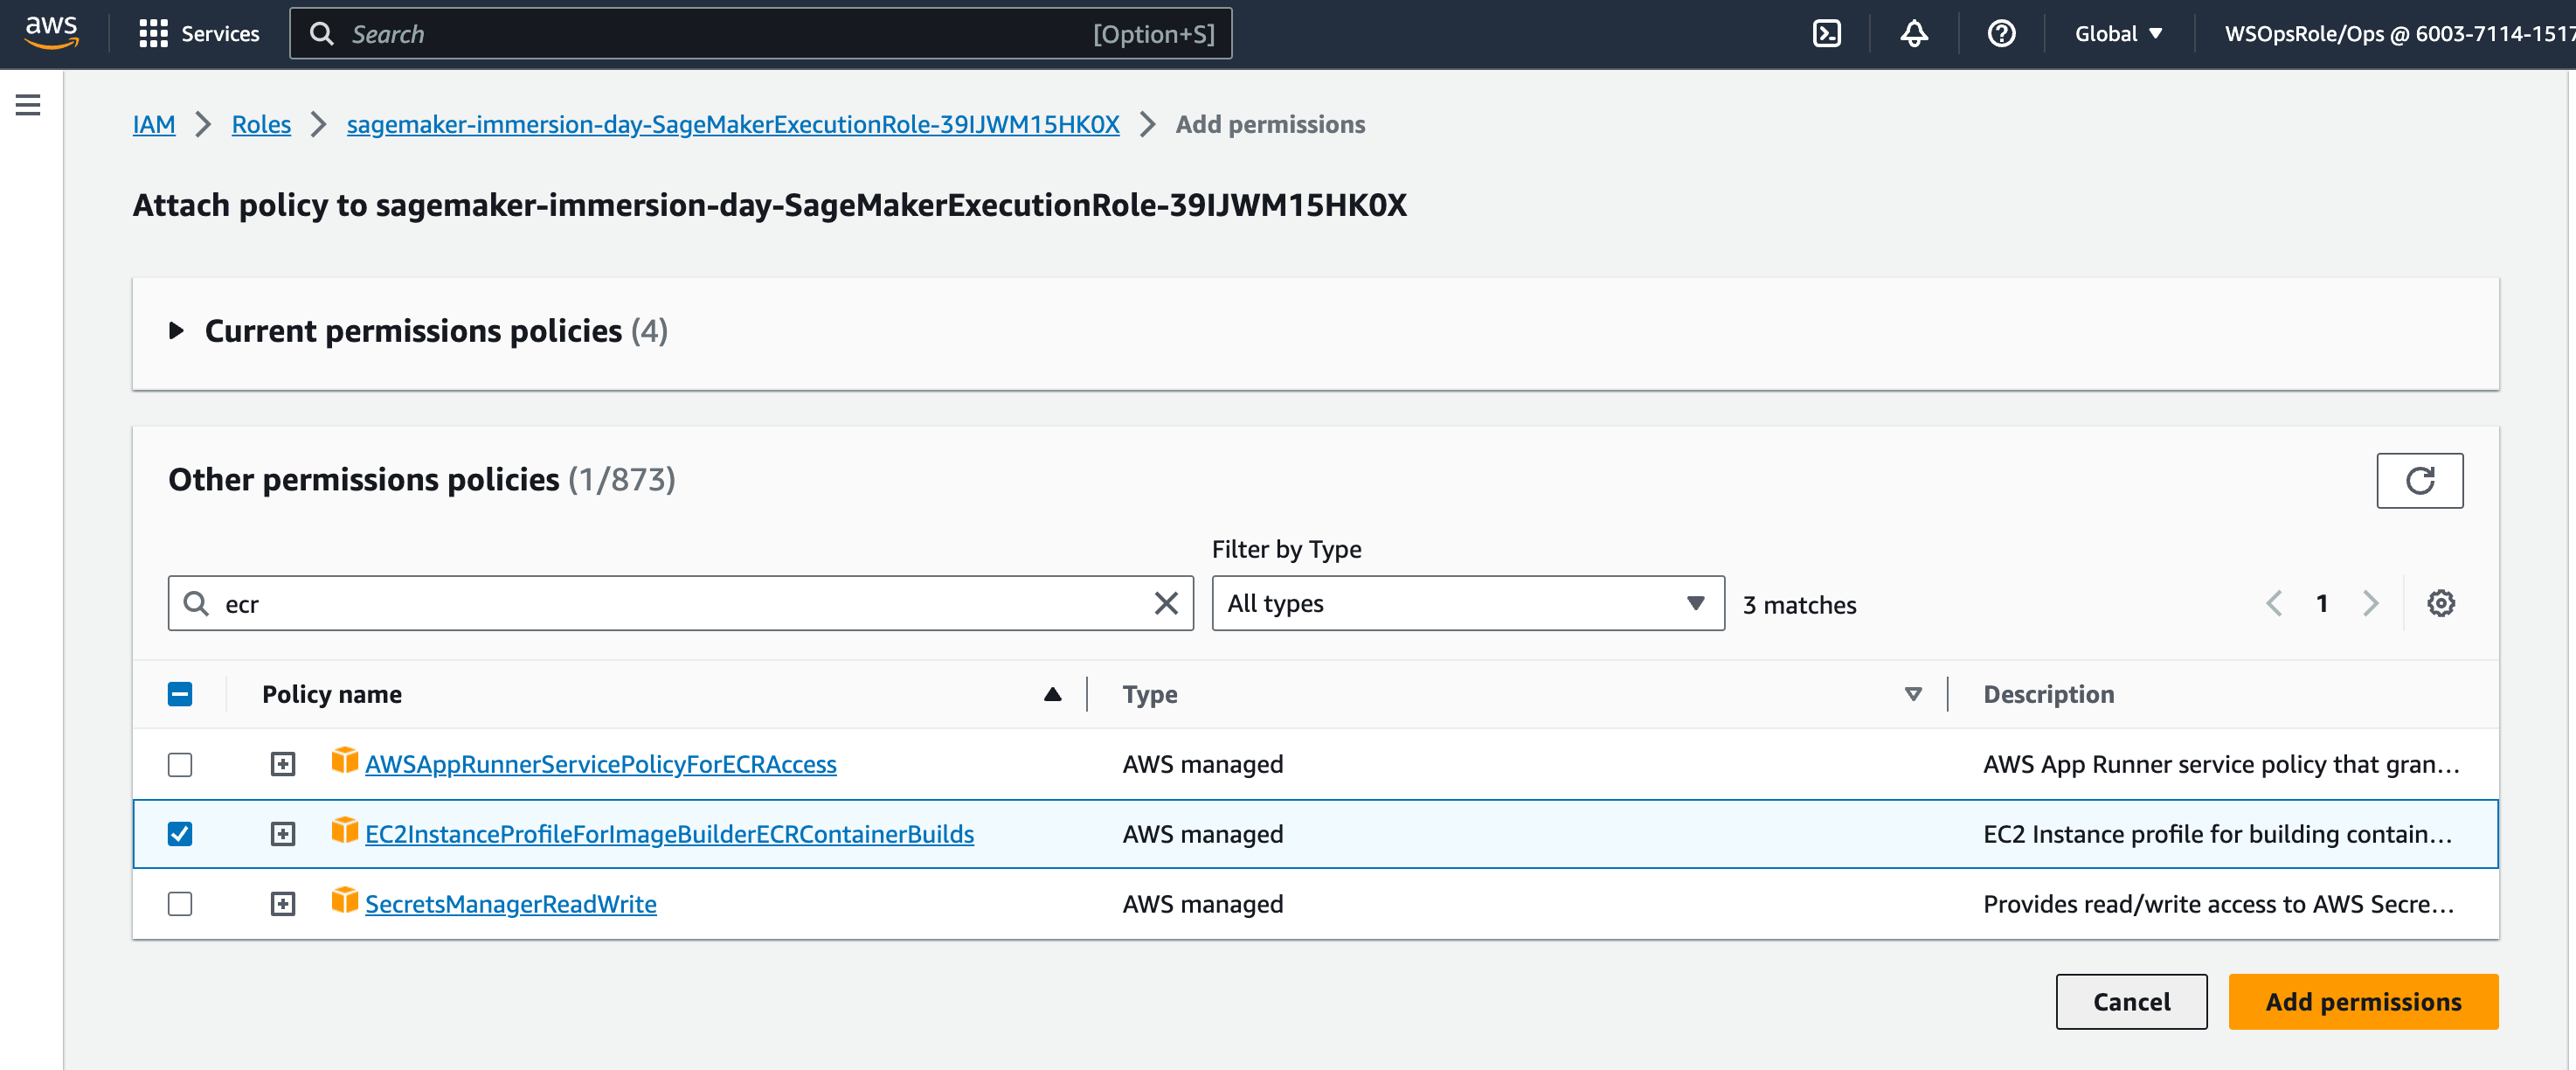 aws Services Search [Option+S] Global WSOpsRole/Ops @ 6003-7114-1517
IAM Roles sagemaker-immersion-day-SageMakerExecutionRole-39IJWM15HK0X Add permissions
Attach policy to sagemaker-immersion-day-SageMakerExecutionRole-39IJWM15HK0X
Current permissions policies (4)
Other permissions policies (1/873)
Filter by Type
ecr All types 3 matches 1
Policy name Type Description
AWSAppRunnerServicePolicyForECRAccess AWS managed AWS App Runner service policy that gran...
EC2InstanceProfileForImageBuilderECRContainerBuilds AWS managed EC2 Instance profile for building contain...
SecretsManagerReadWrite AWS managed Provides read/write access to AWS Secre...
Cancel Add permissions